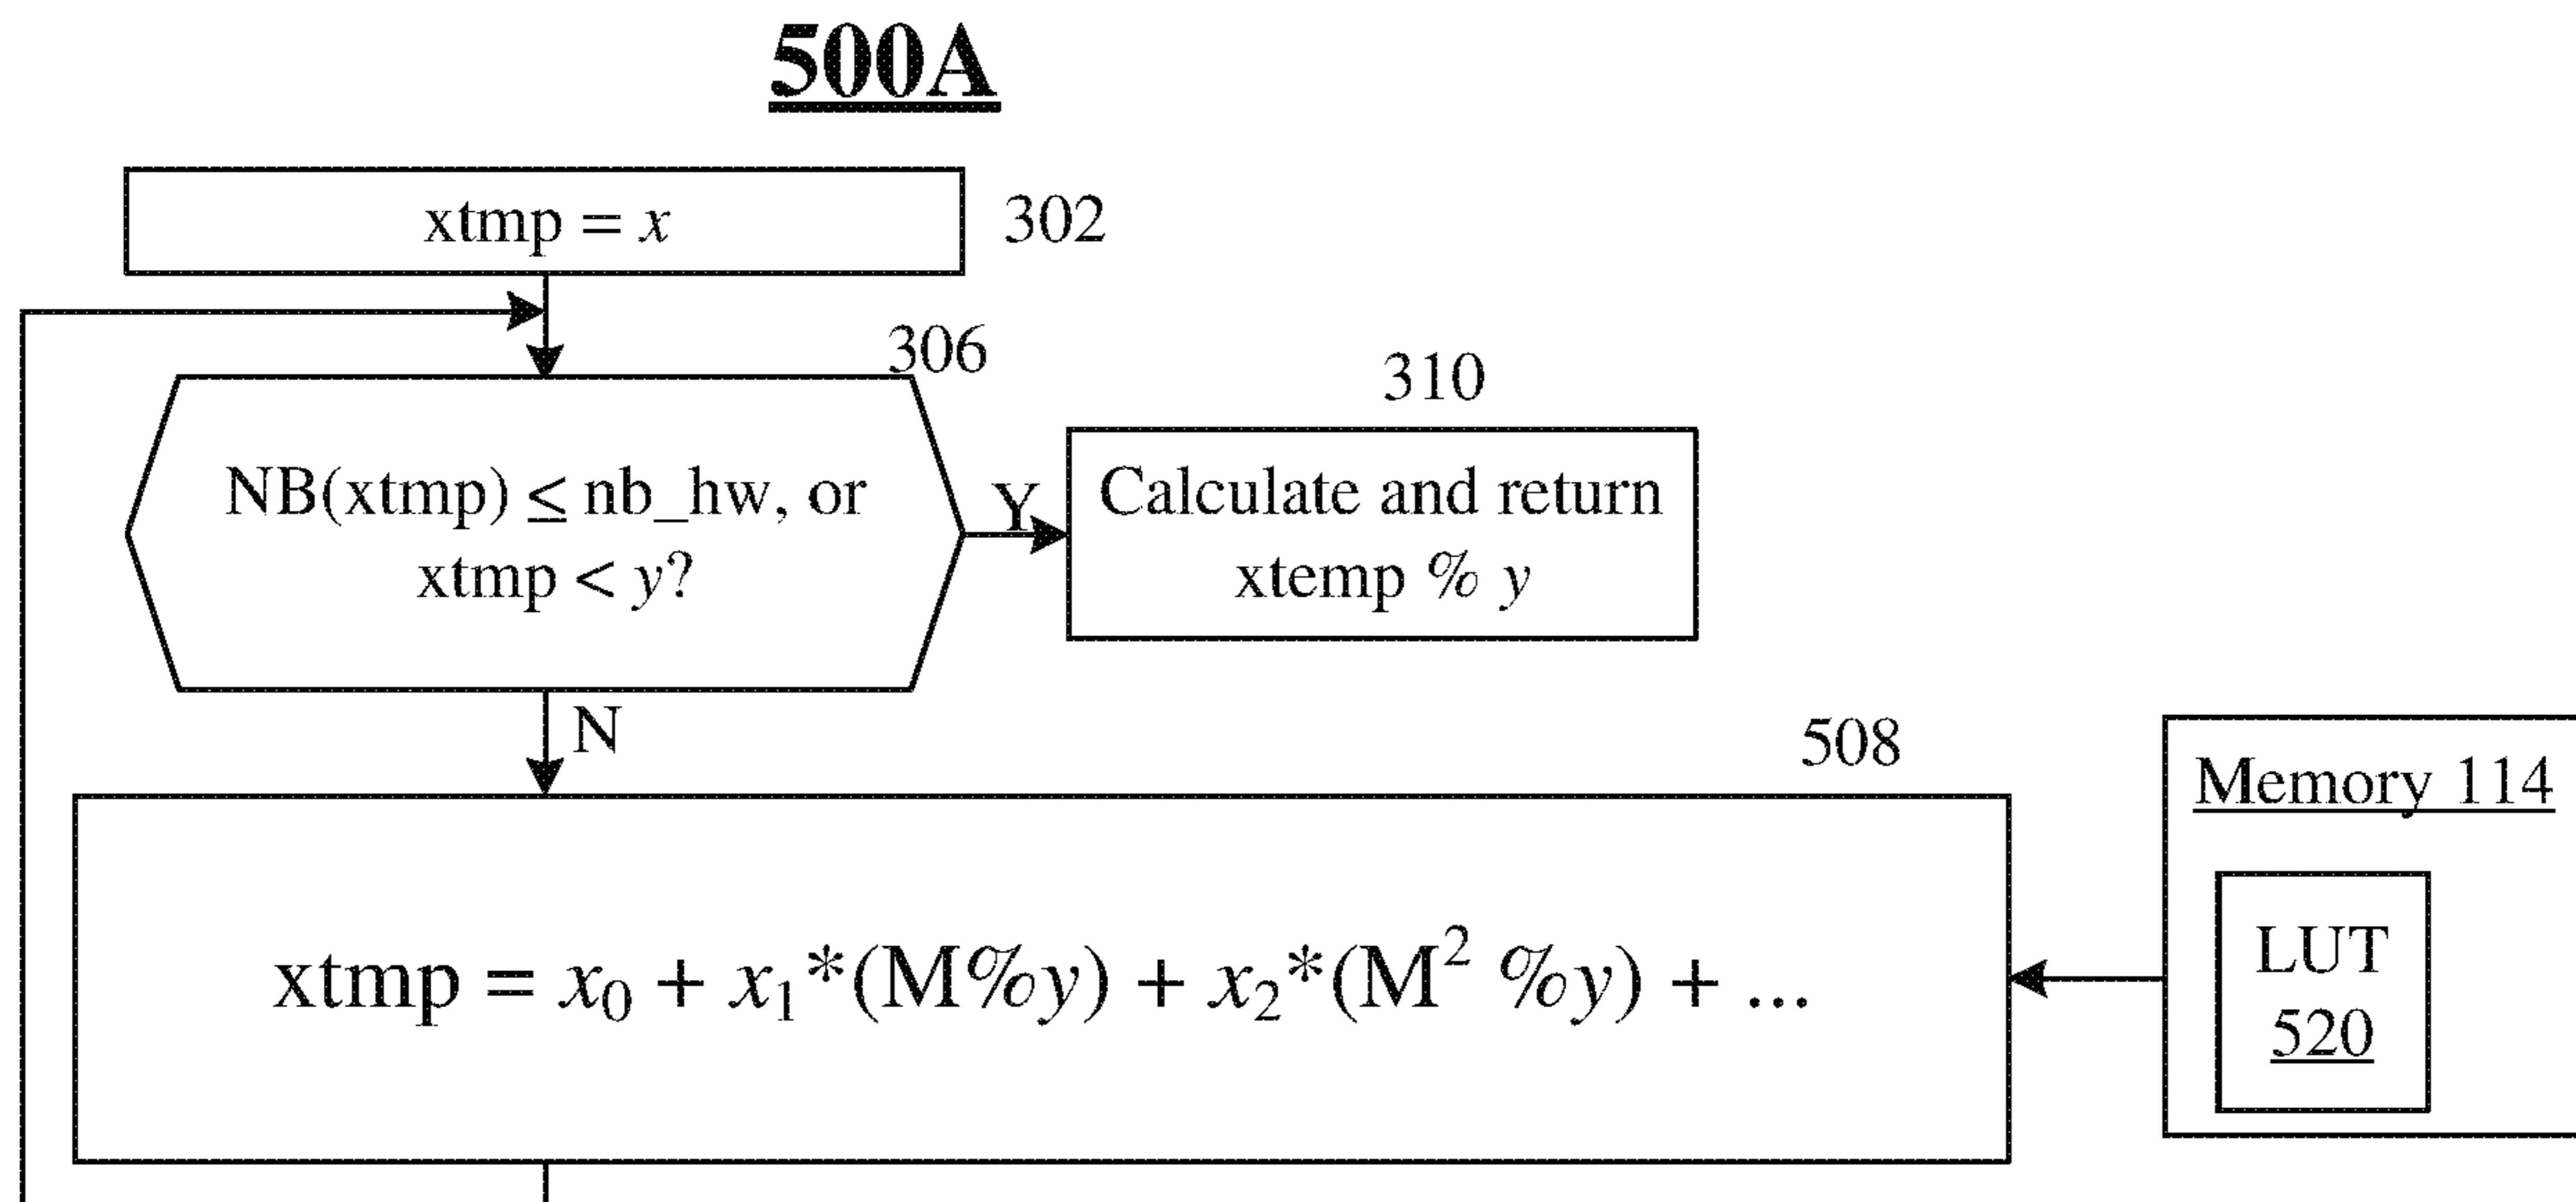 500A
xtmp = x
302
306
310
NB(xtmp) ≤ nb_hw, or
xtmp < y?
Y
Calculate and return
xtemp % y
N
508
Memory 114
xtmp = x₀ + x₁*(M%y) + x₂*(M² %y) + ...
LUT
520